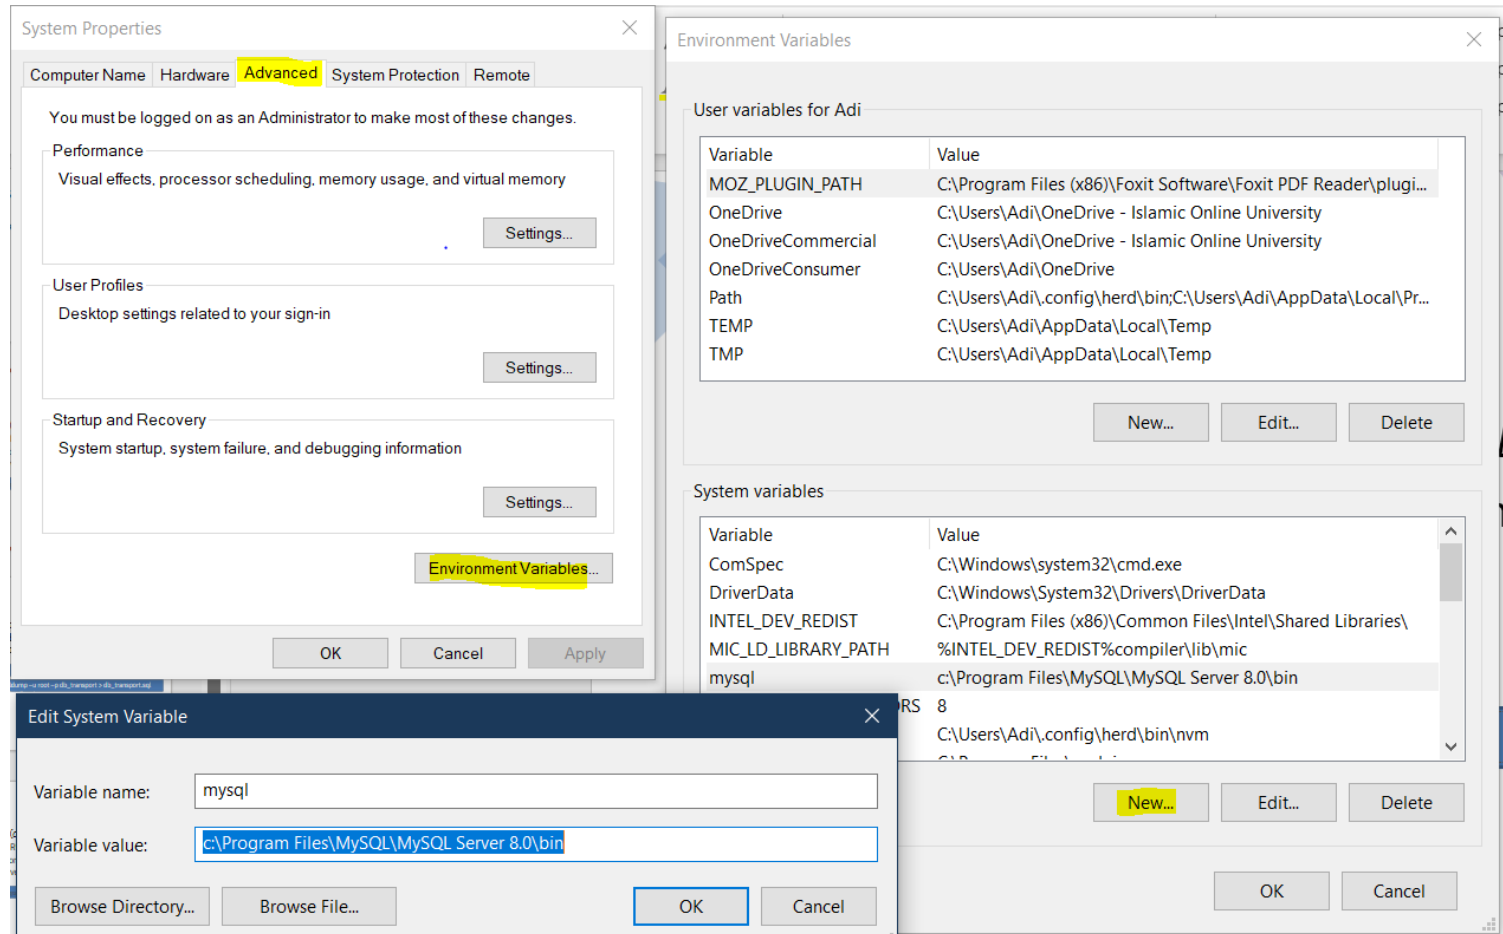 System Properties
Computer Name Hardware Advanced System Protection Remote
You must be logged on as an Administrator to make most of these changes.
Performance
Visual effects, processor scheduling, memory usage, and virtual memory
Settings...
User Profiles
Desktop settings related to your sign-in
Settings...
Startup and Recovery
System startup, system failure, and debugging information
Settings...
Environment Variables...
OK Cancel Apply
Environment Variables
User variables for Adi
Variable Value
MOZ_PLUGIN_PATH C:\Program Files (x86)\Foxit Software\Foxit PDF Reader\plugi...
OneDrive C:\Users\Adi\OneDrive - Islamic Online University
OneDriveCommercial C:\Users\Adi\OneDrive - Islamic Online University
OneDriveConsumer C:\Users\Adi\OneDrive
Path C:\Users\Adi\.config\herd\bin;C:\Users\Adi\AppData\Local\Pr...
TEMP C:\Users\Adi\AppData\Local\Temp
TMP C:\Users\Adi\AppData\Local\Temp
New... Edit... Delete
System variables
Variable Value
ComSpec C:\Windows\system32\cmd.exe
DriverData C:\Windows\System32\Drivers\DriverData
INTEL_DEV_REDIST C:\Program Files (x86)\Common Files\Intel\Shared Libraries\
MIC_LD_LIBRARY_PATH %INTEL_DEV_REDIST%compiler\lib\mic
mysql c:\Program Files\MySQL\MySQL Server 8.0\bin
RS 8
C:\Users\Adi\.config\herd\bin\nvm
New... Edit... Delete
OK Cancel
dump -u root -p db_transport > db_transport.sql
Edit System Variable
Variable name: mysql
Variable value: c:\Program Files\MySQL\MySQL Server 8.0\bin
Browse Directory... Browse File... OK Cancel